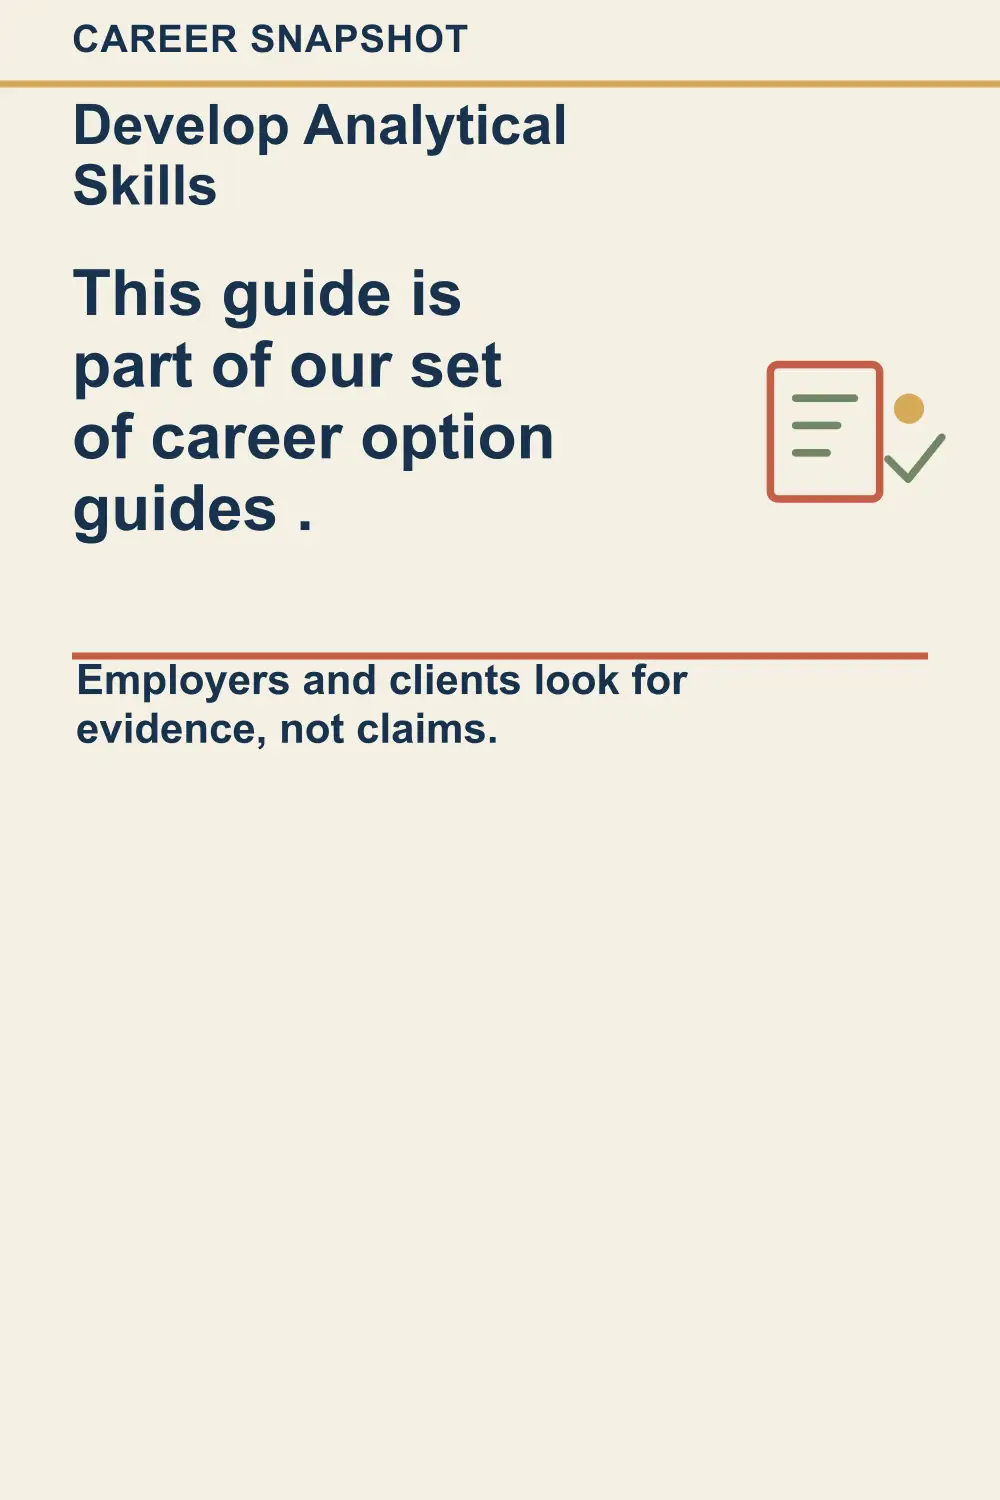 CAREER SNAPSHOT
Develop Analytical
Skills
This guide is
part of our set
of career option
guides .
Employers and clients look for
evidence, not claims.